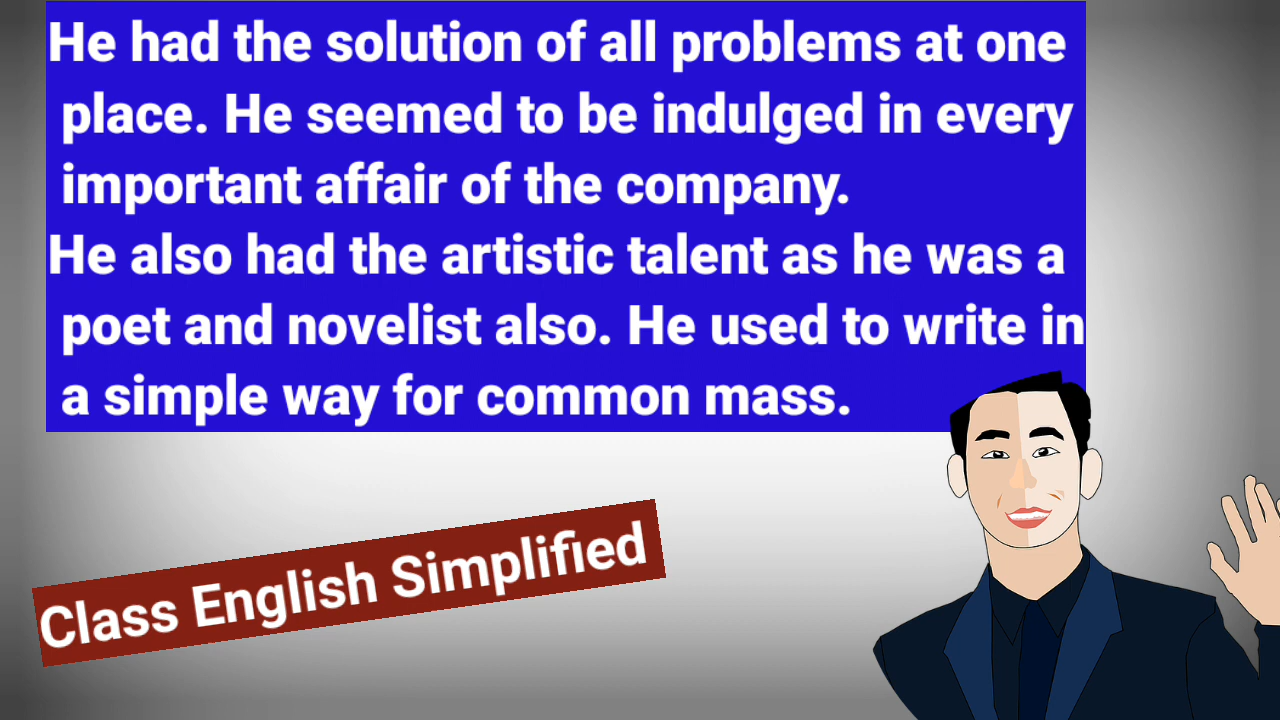 He had the solution of all problems at one
place. He seemed to be indulged in every
important affair of the company.
He also had the artistic talent as he was a
poet and novelist also. He used to write in
a simple way for common mass.
Class English Simplified